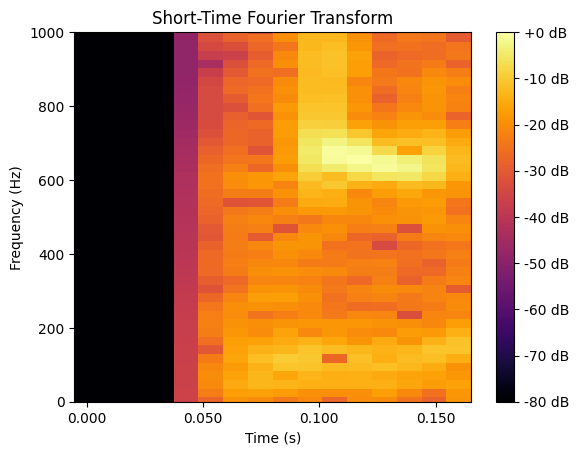 Short-Time Fourier Transform
1000
800
600
400
200
0
Frequency (Hz)
0.000
0.050
0.100
0.150
Time (s)
+0 dB
-10 dB
-20 dB
-30 dB
-40 dB
-50 dB
-60 dB
-70 dB
-80 dB